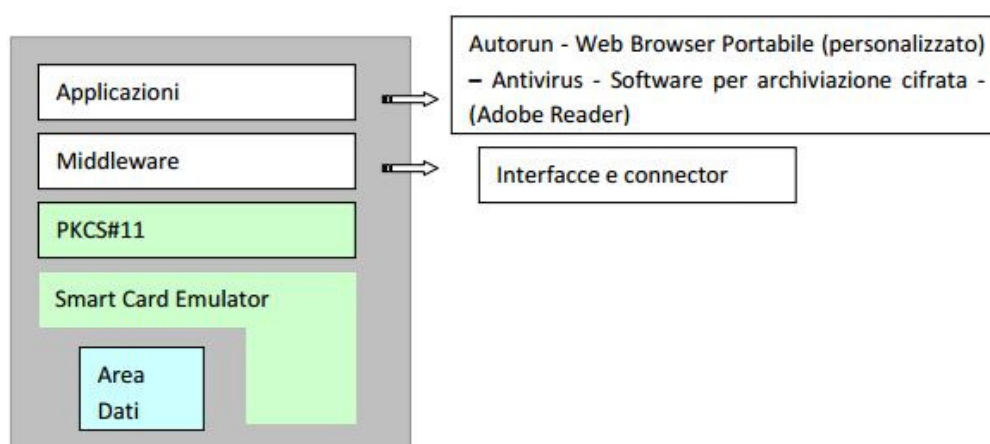 Applicazioni
Autorun - Web Browser Portabile (personalizzato)
– Antivirus - Software per archiviazione cifrata -
(Adobe Reader)
Middleware
Interfacce e connector
PKCS#11
Smart Card Emulator
Area
Dati